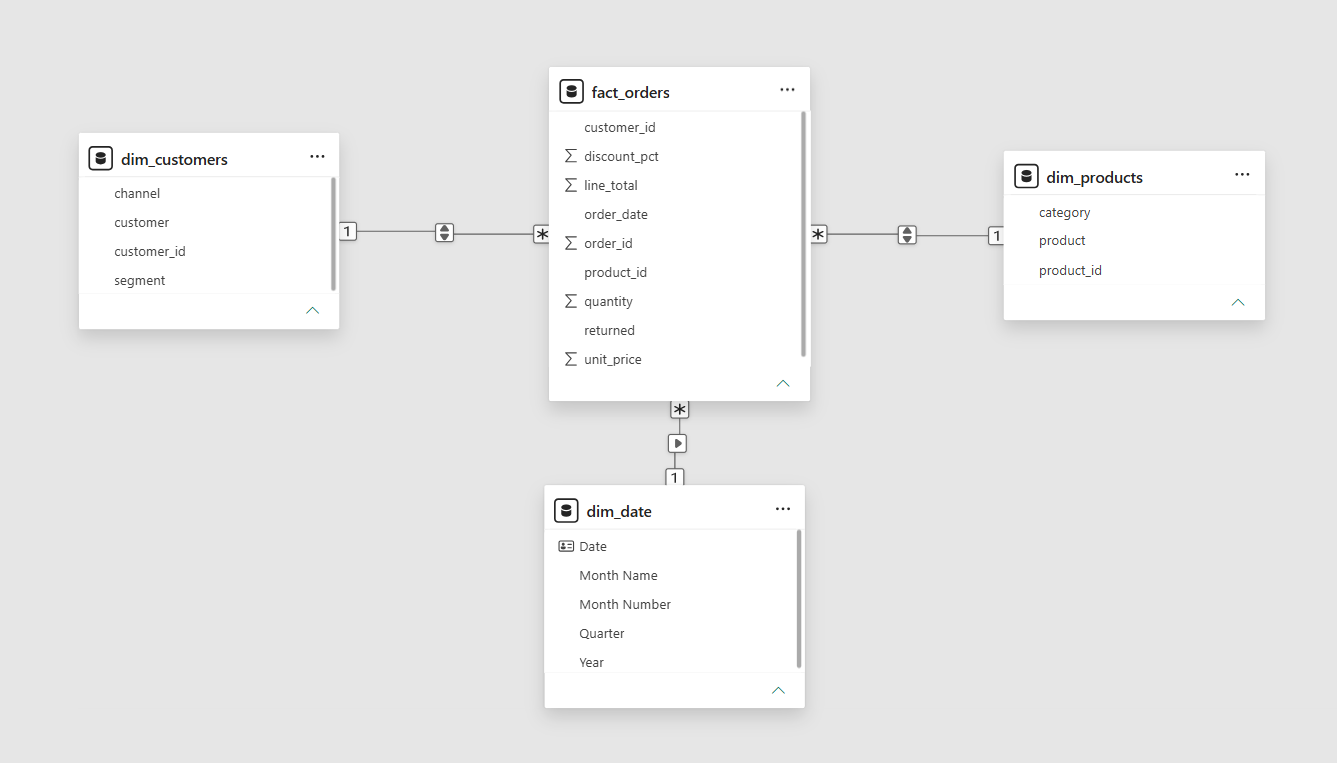 fact_orders
customer_id
∑ discount_pct
∑ line_total
order_date
∑ order_id
product_id
∑ quantity
returned
∑ unit_price
dim_customers
channel
customer
customer_id
segment
1
*
*
1
dim_products
category
product
product_id
*
1
dim_date
Date
Month Name
Month Number
Quarter
Year